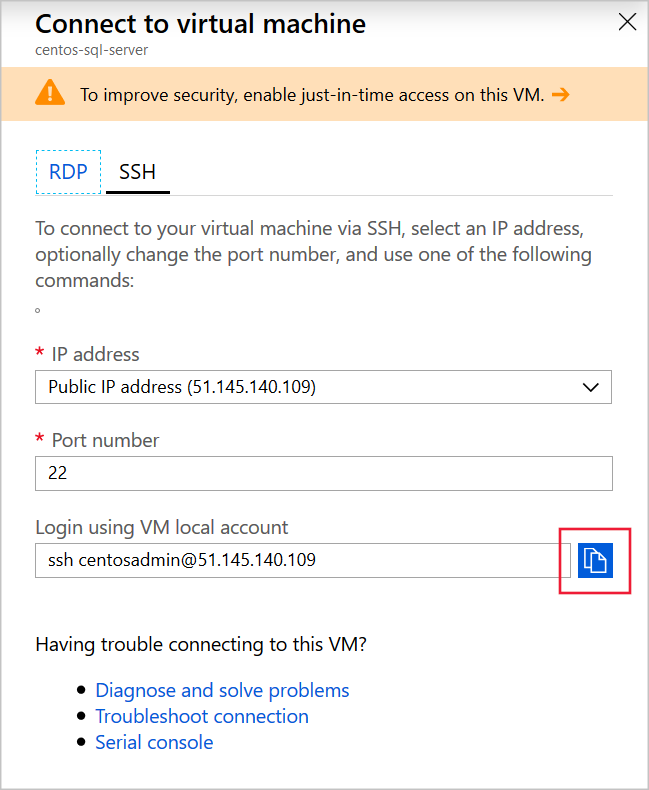 Connect to virtual machine
centos-sql-server
To improve security, enable just-in-time access on this VM. →
RDP SSH
To connect to your virtual machine via SSH, select an IP address,
optionally change the port number, and use one of the following
commands:
* IP address
Public IP address (51.145.140.109)
* Port number
22
Login using VM local account
ssh centosadmin@51.145.140.109
Having trouble connecting to this VM?
• Diagnose and solve problems
• Troubleshoot connection
• Serial console